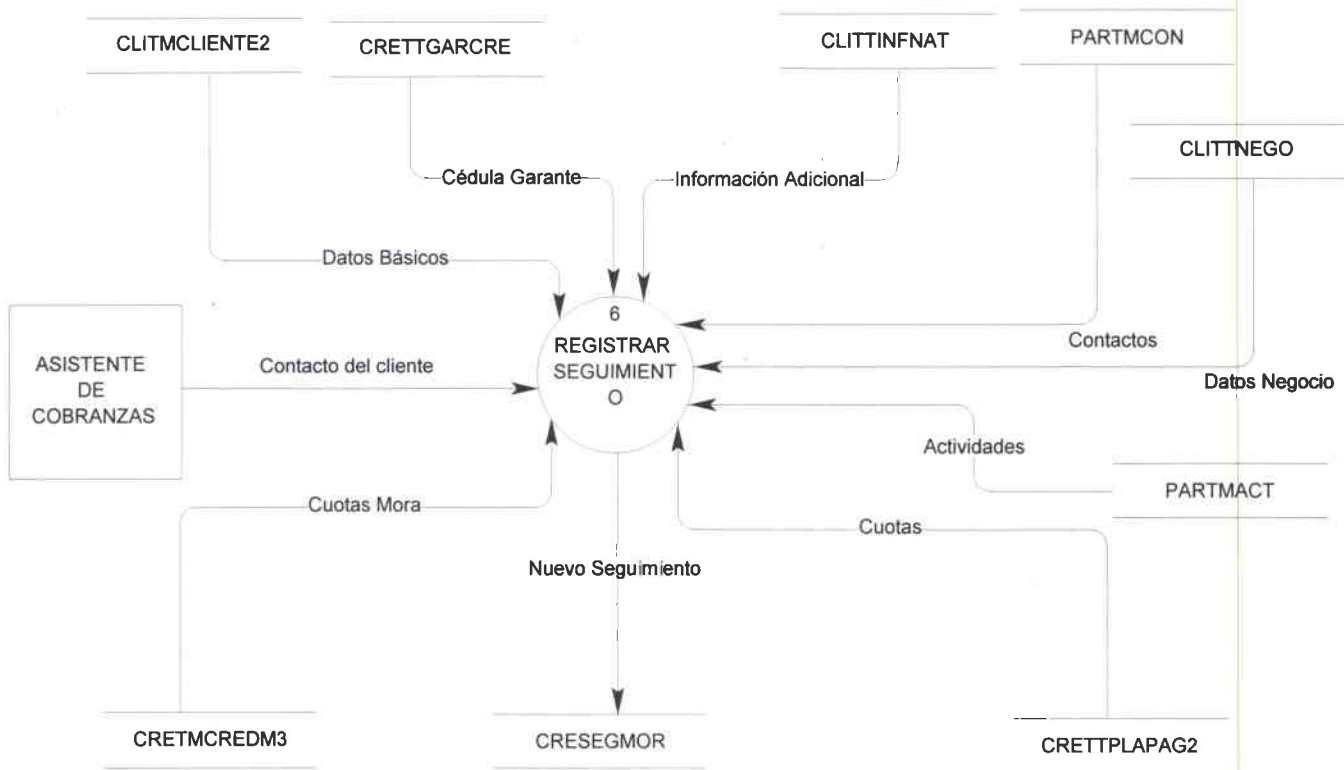 CLITMCLIENTE2
CRETTGARCRE
CLITTINFNAT
PARTMCON
CLITTNEGO
Cédula Garante
Información Adicional
Datos Básicos
6
REGISTRAR
SEGUIMIENT
O
Contactos
ASISTENTE
DE
COBRANZAS
Contacto del cliente
Datos Negocio
Actividades
PARTMACT
Cuotas Mora
Cuotas
Nuevo Seguimiento
CRETMCREDM3
CRESEGMOR
CRETTPLAPAG2